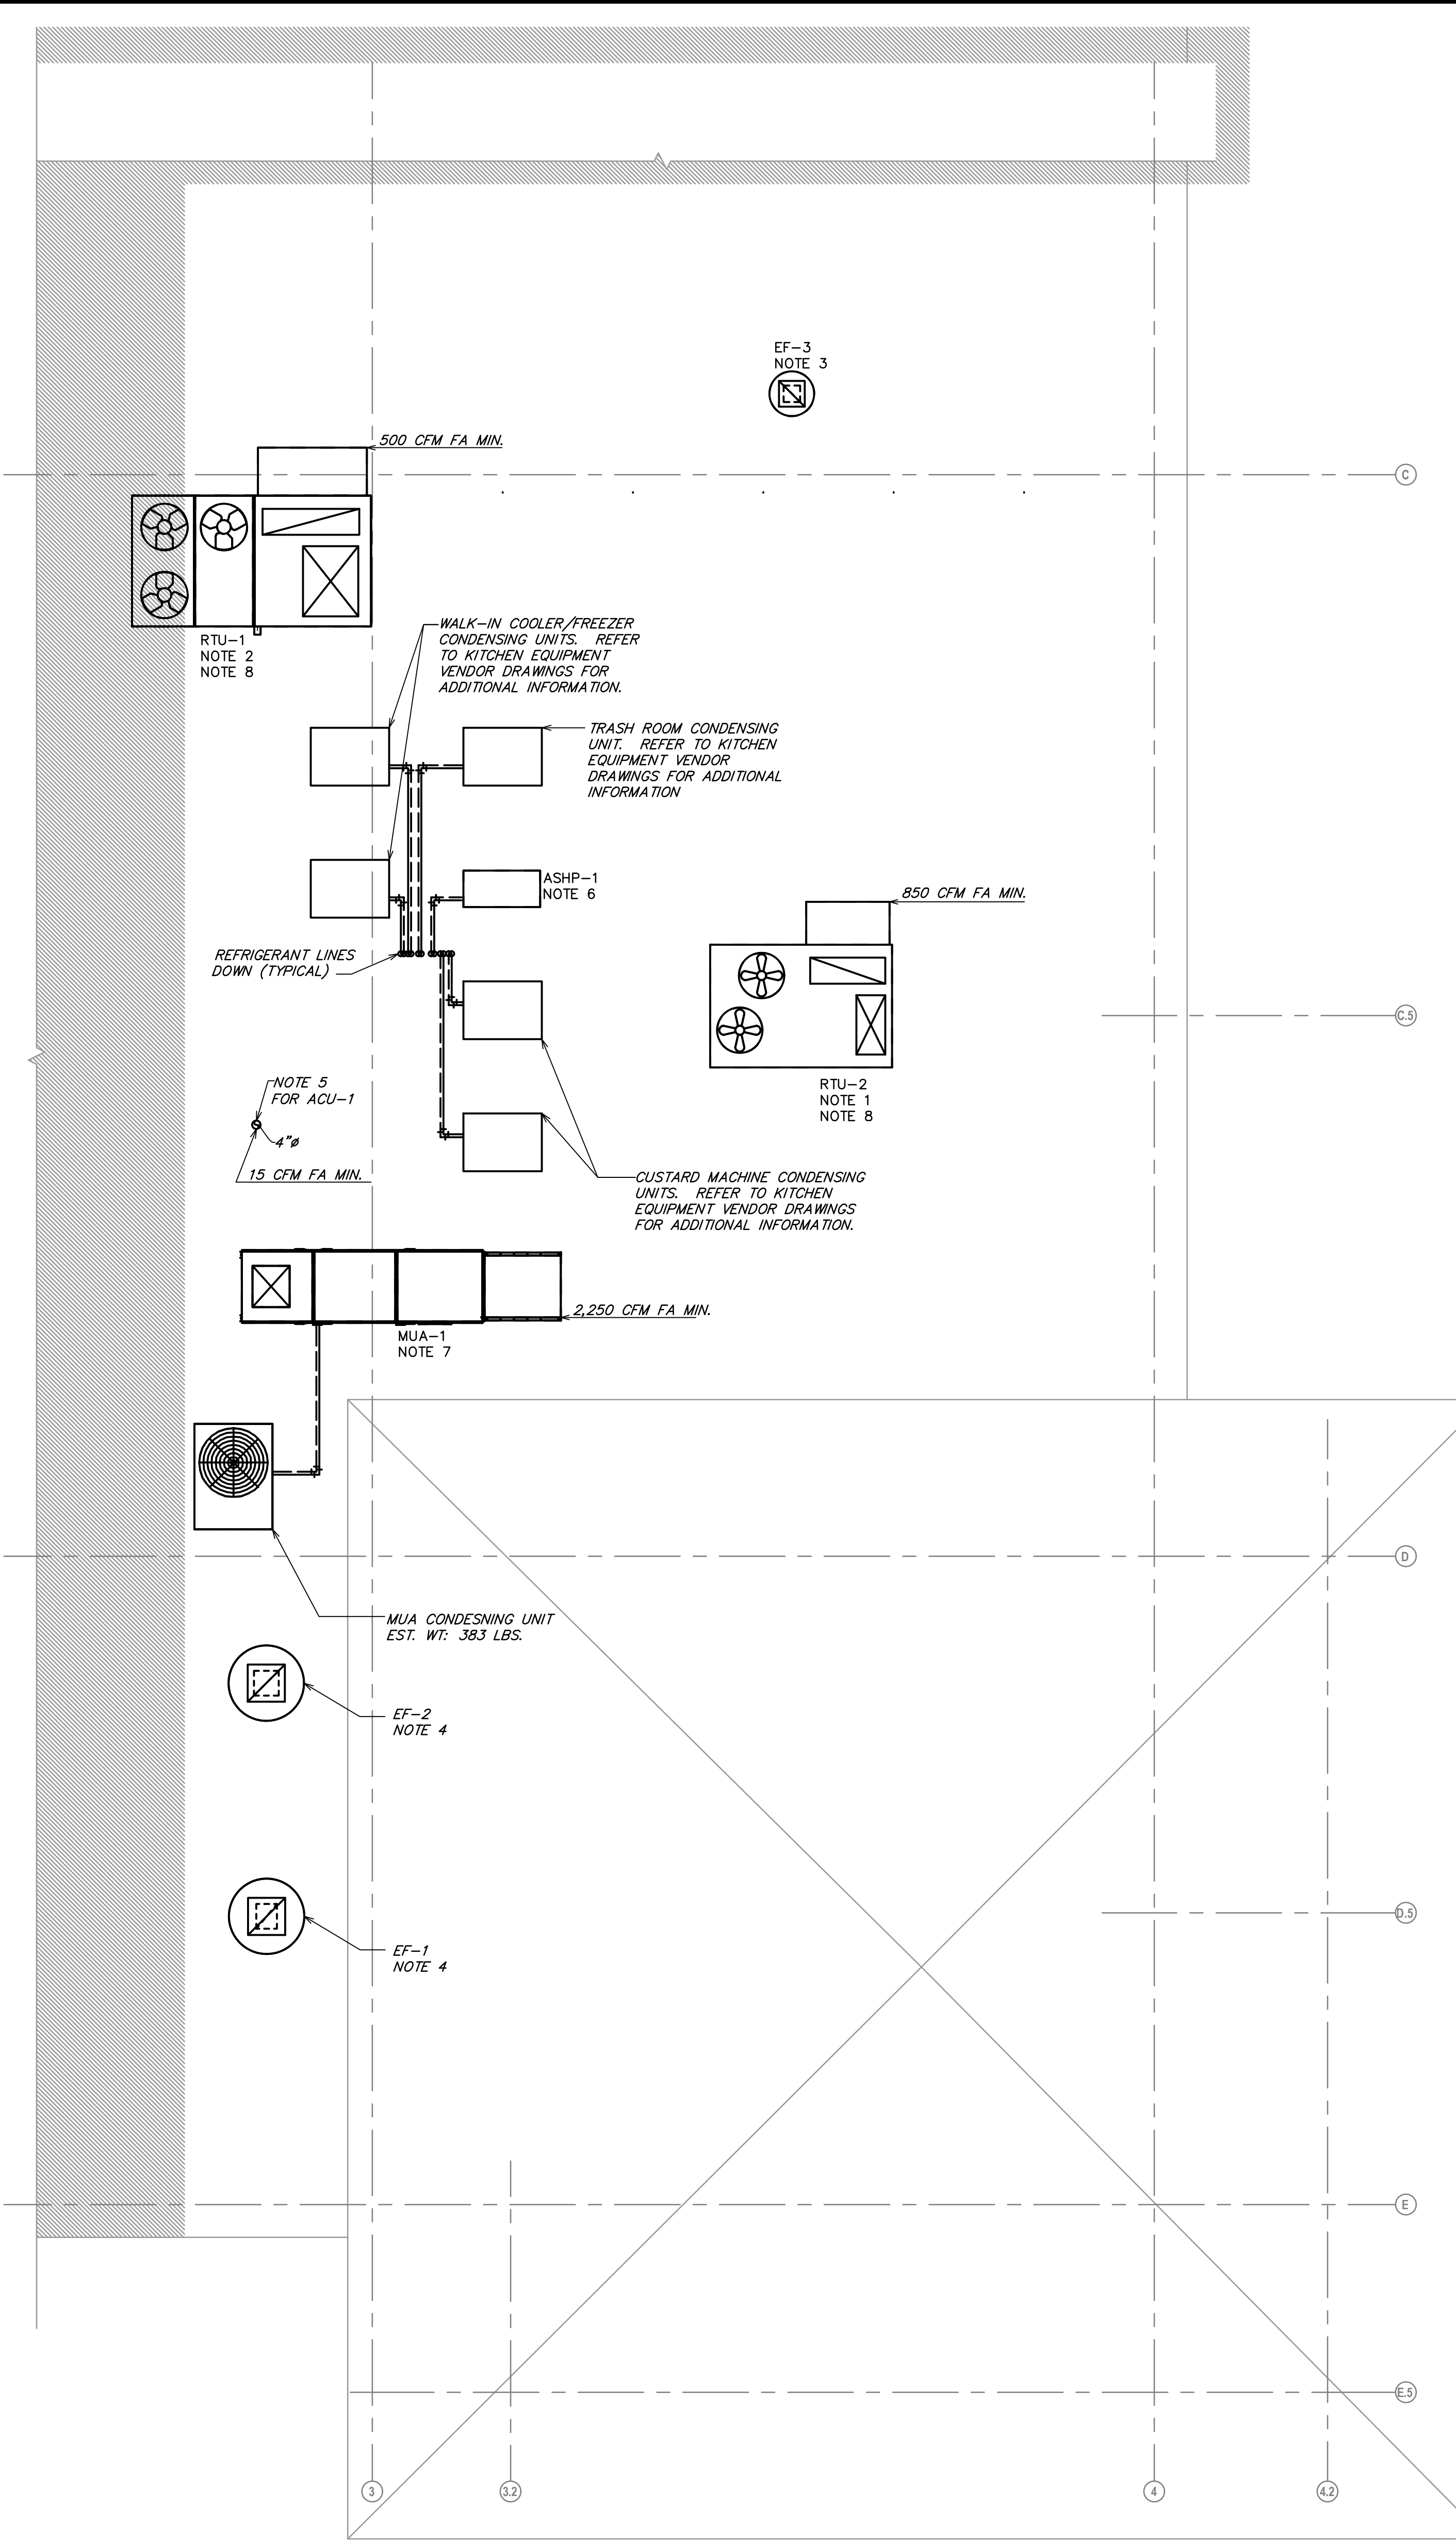 EF-3
NOTE 3
500 CFM FA MIN.
C
RTU-1
NOTE 2
NOTE 8
WALK-IN COOLER/FREEZER
CONDENSING UNITS. REFER
TO KITCHEN EQUIPMENT
VENDOR DRAWINGS FOR
ADDITIONAL INFORMATION.
TRASH ROOM CONDENSING
UNIT. REFER TO KITCHEN
EQUIPMENT VENDOR
DRAWINGS FOR ADDITIONAL
INFORMATION
ASHP-1
NOTE 6
850 CFM FA MIN.
REFRIGERANT LINES
DOWN (TYPICAL)
C.5
RTU-2
NOTE 1
NOTE 8
NOTE 5
FOR ACU-1
4"ø
15 CFM FA MIN.
CUSTARD MACHINE CONDENSING
UNITS. REFER TO KITCHEN
EQUIPMENT VENDOR DRAWINGS
FOR ADDITIONAL INFORMATION.
2,250 CFM FA MIN.
MUA-1
NOTE 7
D
MUA CONDESNING UNIT
EST. WT: 383 LBS.
EF-2
NOTE 4
D.5
EF-1
NOTE 4
E
E.5
3
3.2
4
4.2